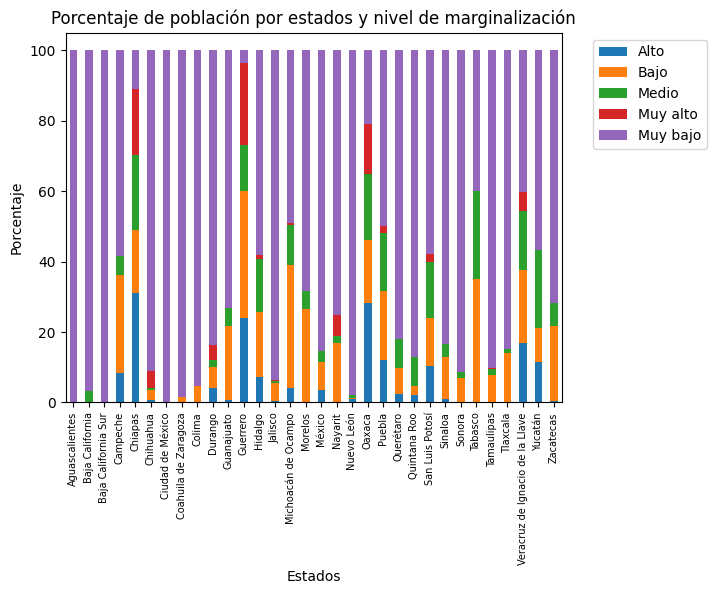 Porcentaje de población por estados y nivel de marginalización
Porcentaje
100
80
60
40
20
0
Alto
Bajo
Medio
Muy alto
Muy bajo
Aguascalientes
Baja California
Baja California Sur
Campeche
Chiapas
Chihuahua
Ciudad de México
Coahuila de Zaragoza
Colima
Durango
Guanajuato
Guerrero
Hidalgo
Jalisco
Michoacán de Ocampo
Morelos
México
Nayarit
Nuevo León
Oaxaca
Puebla
Querétaro
Quintana Roo
San Luis Potosí
Sinaloa
Sonora
Tabasco
Tamaulipas
Tlaxcala
Veracruz de Ignacio de la Llave
Yucatán
Zacatecas
Estados